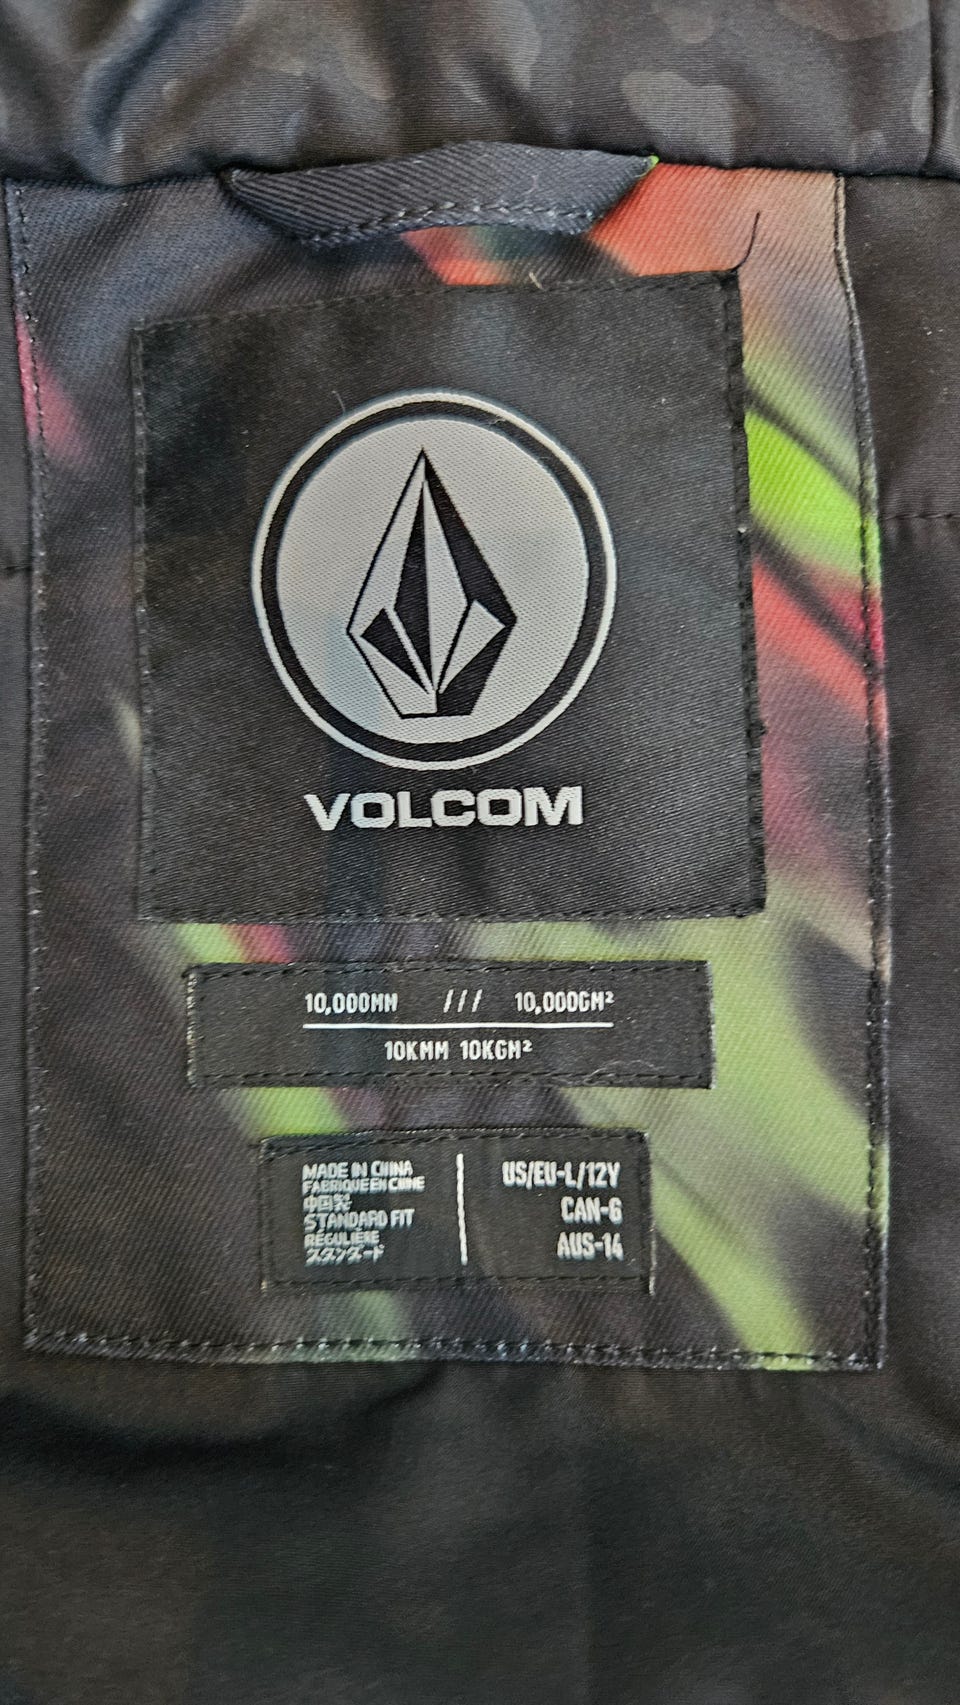 VOLCOM
10,000MM /// 10,000GM²
10KMM 10KGM²
MADE IN CHINA
FABRIQUE EN CHINE
中国製
STANDARD FIT
RÉGULIÈRE
スタンダード
US/EU-L/12Y
CAN-G
AUS-14